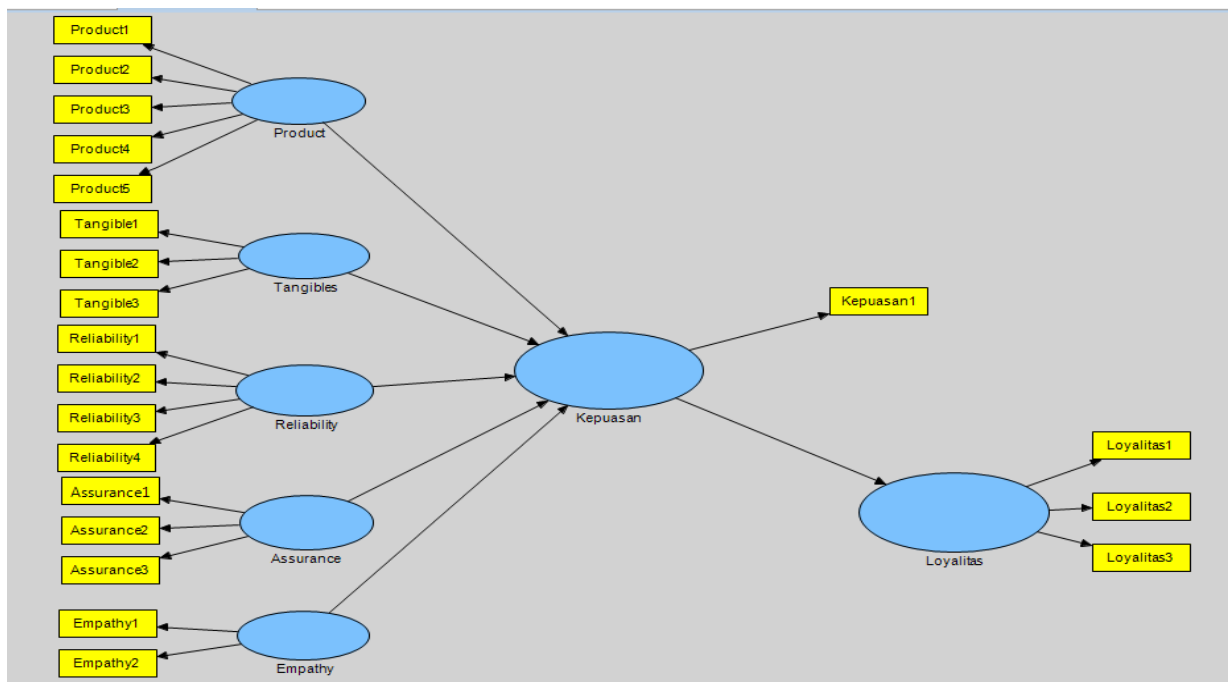 Product1
Product2
Product3
Product4
Product5
Product
Tangible1
Tangible2
Tangible3
Tangibles
Reliability1
Reliability2
Reliability3
Reliability4
Reliability
Assurance1
Assurance2
Assurance3
Assurance
Empathy1
Empathy2
Empathy
Kepuasan1
Kepuasan
Loyalitas1
Loyalitas2
Loyalitas3
Loyalitas